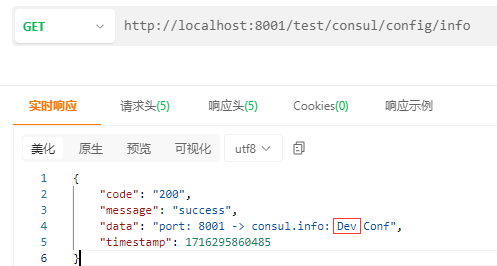 GET http://localhost:8001/test/consul/config/info
实时响应 请求头(5) 响应头(5) Cookies(0) 响应示例
美化 原生 预览 可视化 utf8
1 {
2 "code": "200",
3 "message": "success",
4 "data": "port: 8001 -> consul.info: Dev Conf",
5 "timestamp": 1716295860485
6 }